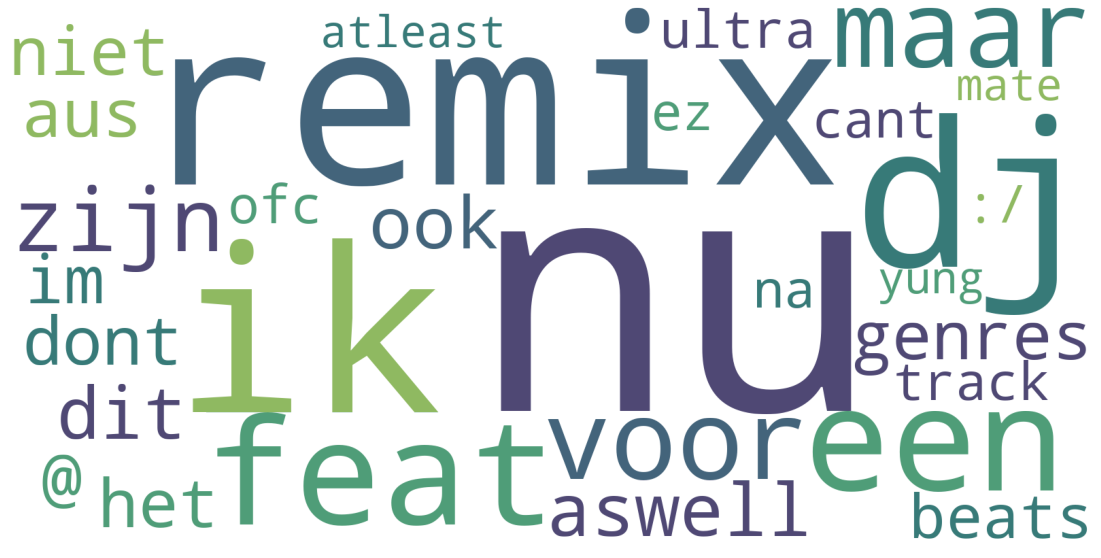 niet
atleast
ultra
maar
aus
remix
ez
cant
mate
zijn
ofc
ook
dj
:/
im
ik
nu
na
yung
dont
genres
track
dit
feat
voor
een
@
het
aswell
beats